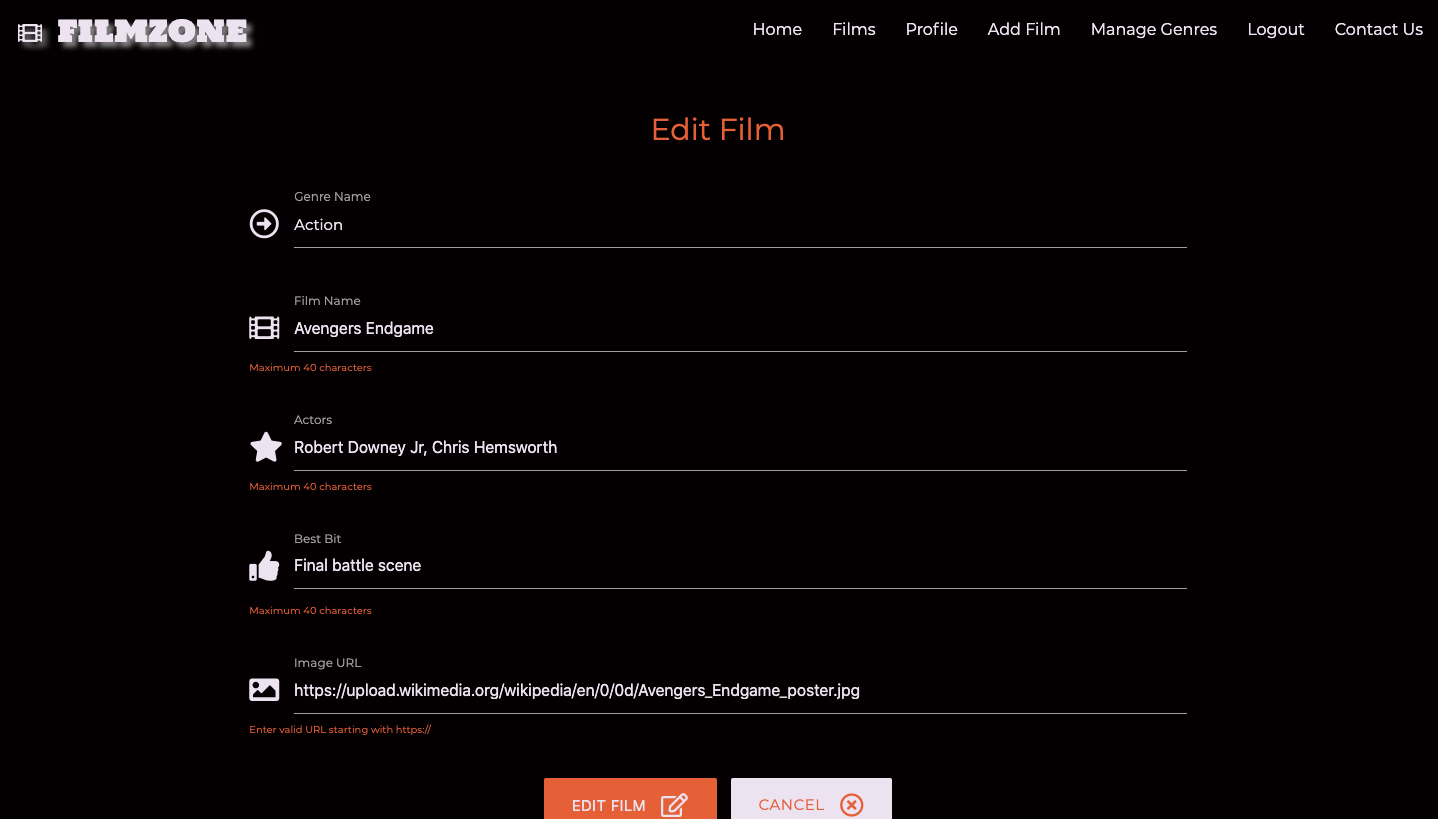 FILMZONE
Home Films Profile Add Film Manage Genres Logout Contact Us
Edit Film
Genre Name
Action
Film Name
Avengers Endgame
Maximum 40 characters
Actors
Robert Downey Jr, Chris Hemsworth
Maximum 40 characters
Best Bit
Final battle scene
Maximum 40 characters
Image URL
https://upload.wikimedia.org/wikipedia/en/0/0d/Avengers_Endgame_poster.jpg
Enter valid URL starting with https://
EDIT FILM CANCEL